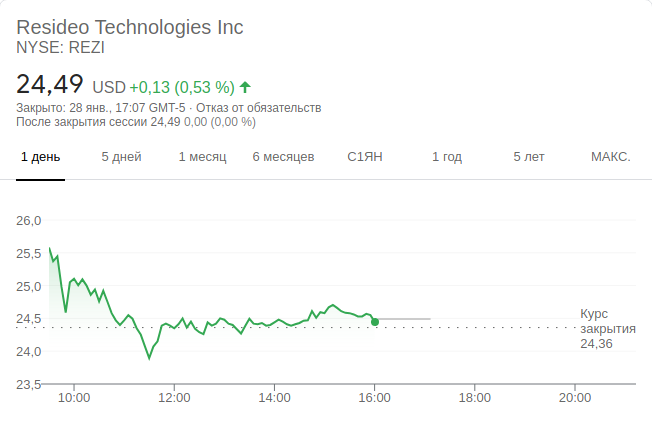 Resideo Technologies Inc
NYSE: REZI
24,49 USD +0,13 (0,53 %)
Закрыто: 28 янв., 17:07 GMT-5 · Отказ от обязательств
После закрытия сессии 24,49 0,00 (0,00 %)
1 день 5 дней 1 месяц 6 месяцев С1ЯН 1 год 5 лет МАКС.
26,0
25,5
25,0
24,5
24,0
23,5
Курс
закрытия
24,36
10:00 12:00 14:00 16:00 18:00 20:00